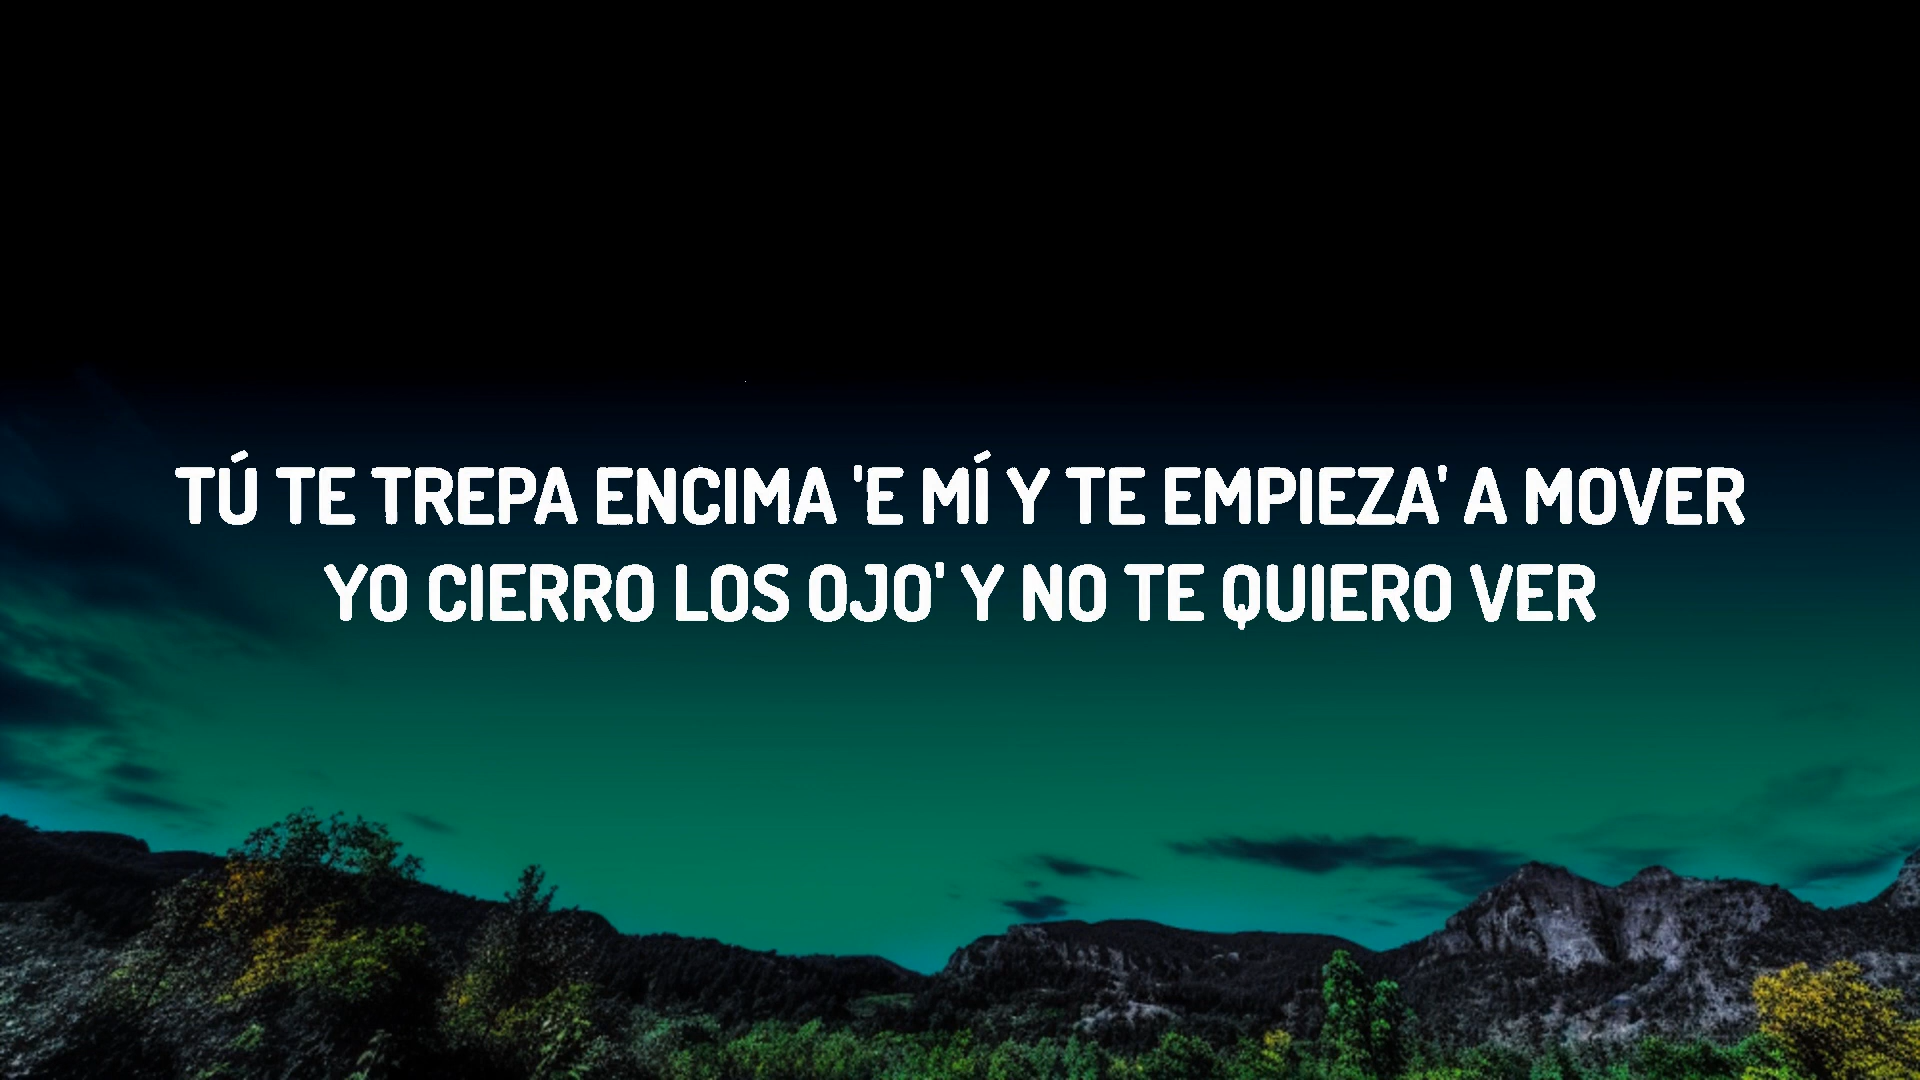 TÚ TE TREPA ENCIMA 'E MÍ Y TE EMPIEZA' A MOVER
YO CIERRO LOS OJO' Y NO TE QUIERO VER